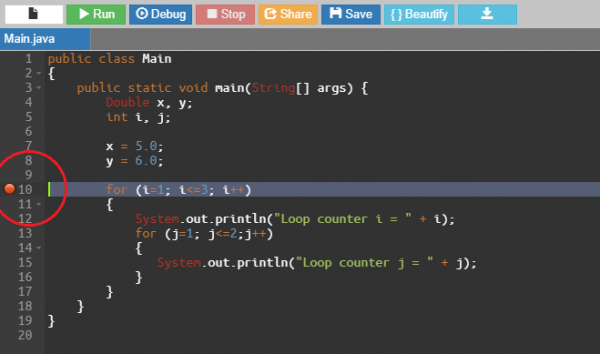 Run Debug Stop Share Save { } Beautify
Main.java
1 public class Main
2 {
3 public static void main(String[] args) {
4 Double x, y;
5 int i, j;
6
7 x = 5.0;
8 y = 6.0;
9
10 for (i=1; i<=3; i++)
11 {
12 System.out.println("Loop counter i = " + i);
13 for (j=1; j<=2;j++)
14 {
15 System.out.println("Loop counter j = " + j);
16 }
17 }
18 }
19 }
20